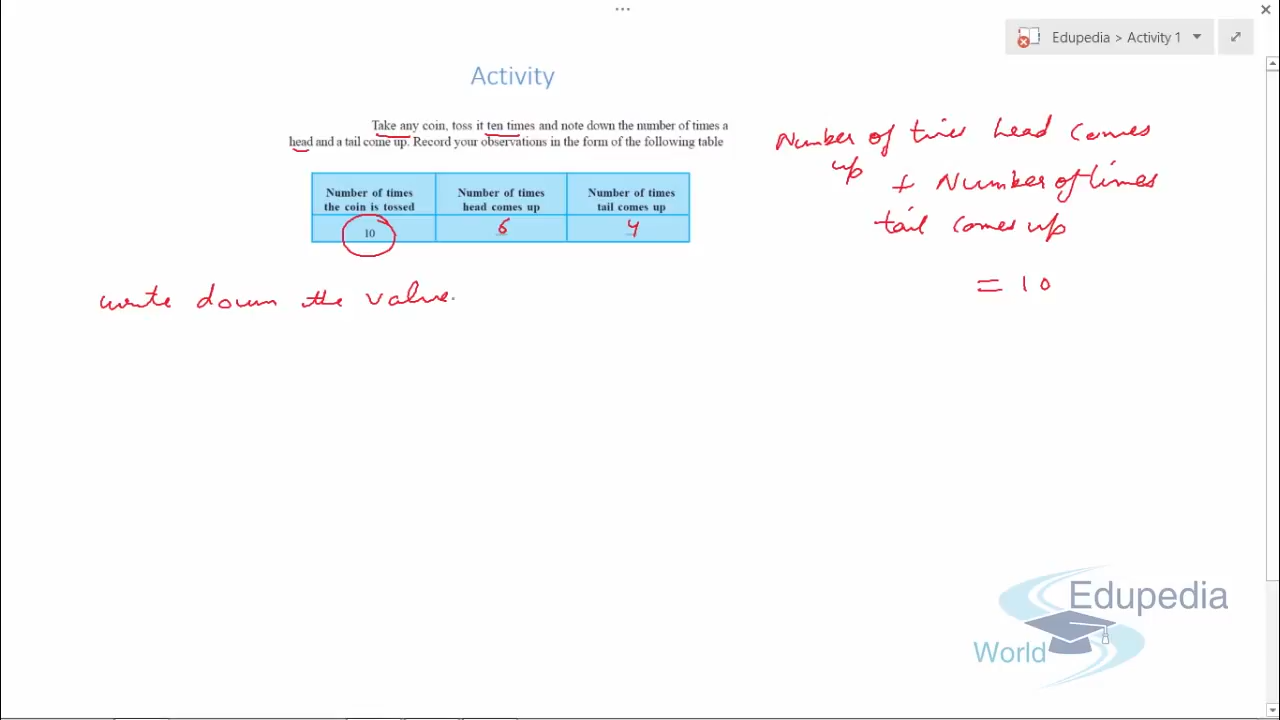 ...
Edupedia > Activity 1
Activity
Take any coin, toss it ten times and note down the number of times a
head and a tail come up. Record your observations in the form of the following table
Number of times
the coin is tossed
Number of times
head comes up
Number of times
tail comes up
10
6
4
Number of times head comes
up + Number of times
tail comes up
= 10
write down the value.
Edupedia
World